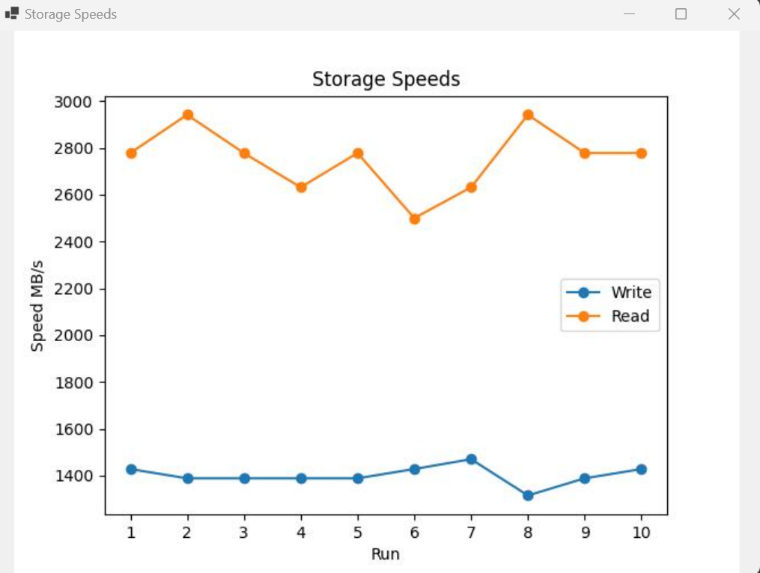 Storage Speeds
Storage Speeds
3000
2800
2600
2400
2200
2000
1800
1600
1400
Speed MB/s
Write
Read
1 2 3 4 5 6 7 8 9 10
Run